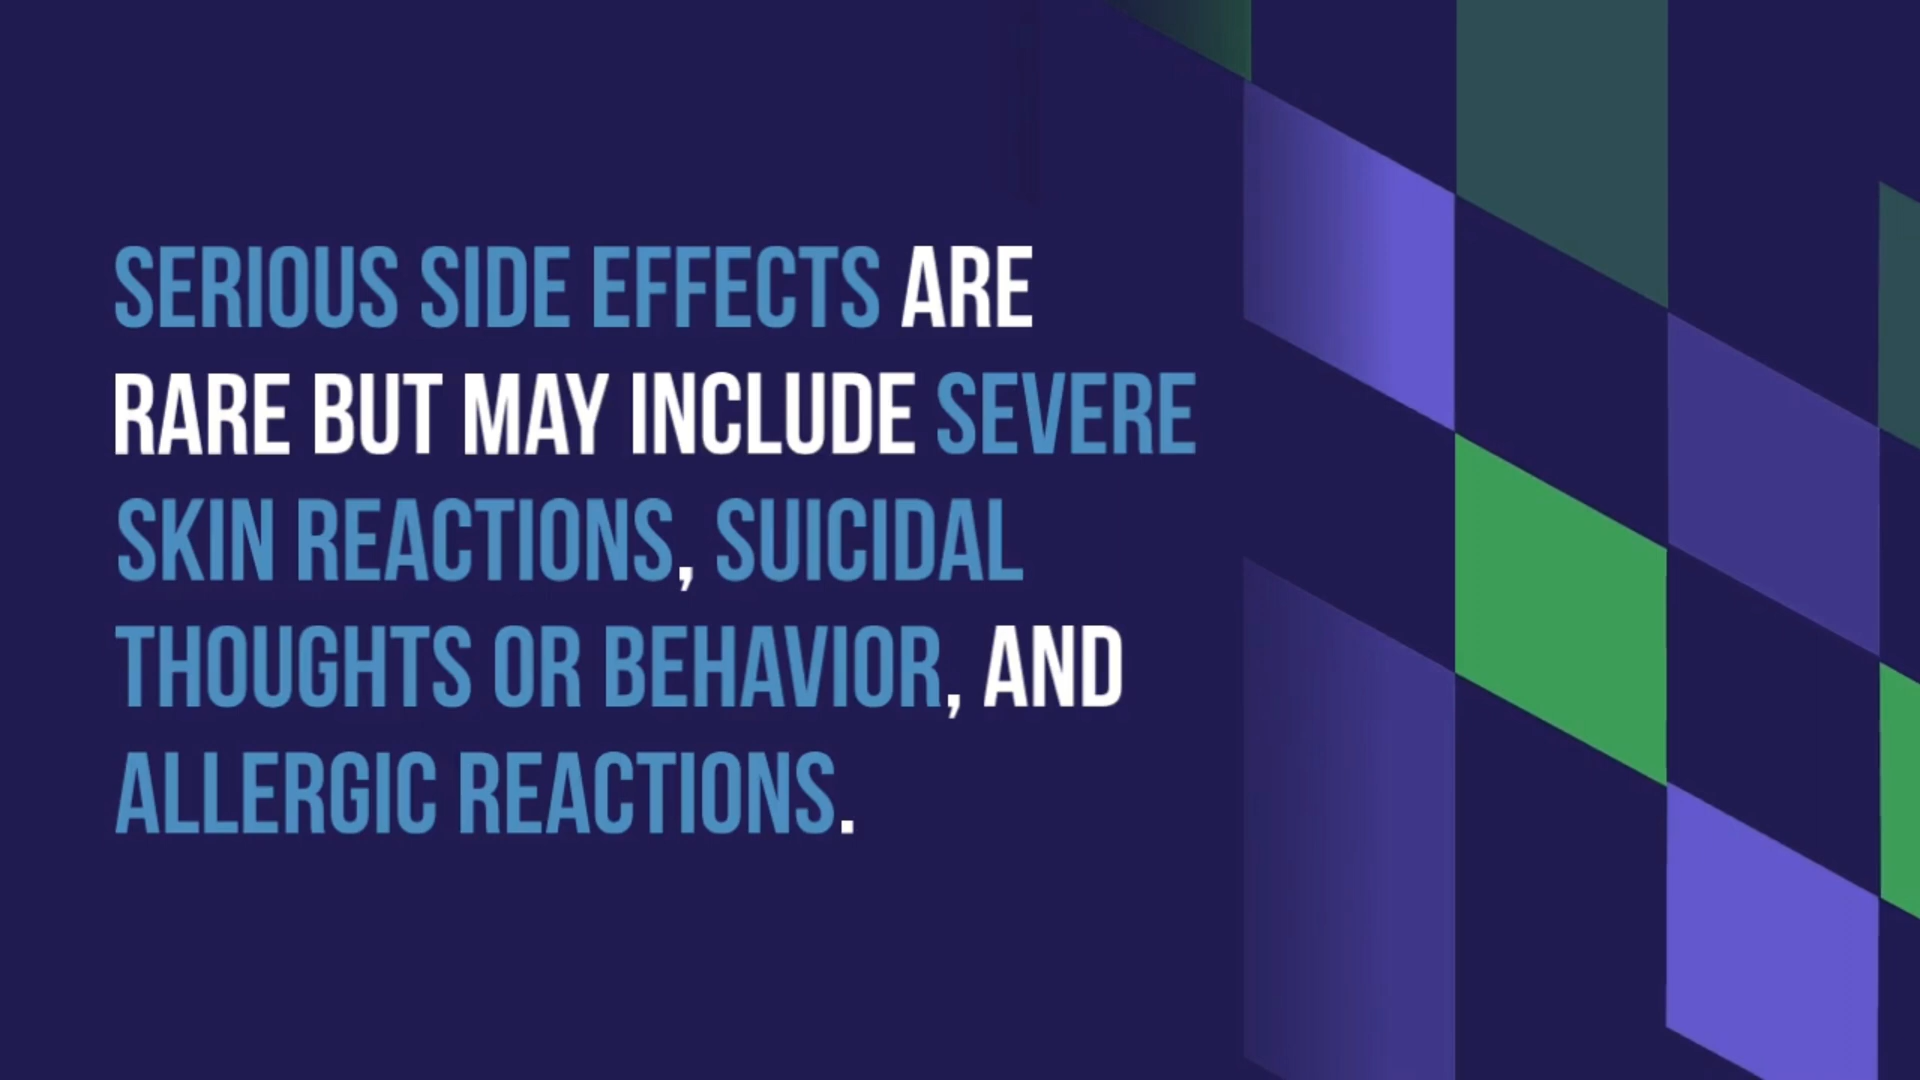 SERIOUS SIDE EFFECTS ARE
RARE BUT MAY INCLUDE SEVERE
SKIN REACTIONS, SUICIDAL
THOUGHTS OR BEHAVIOR, AND
ALLERGIC REACTIONS.